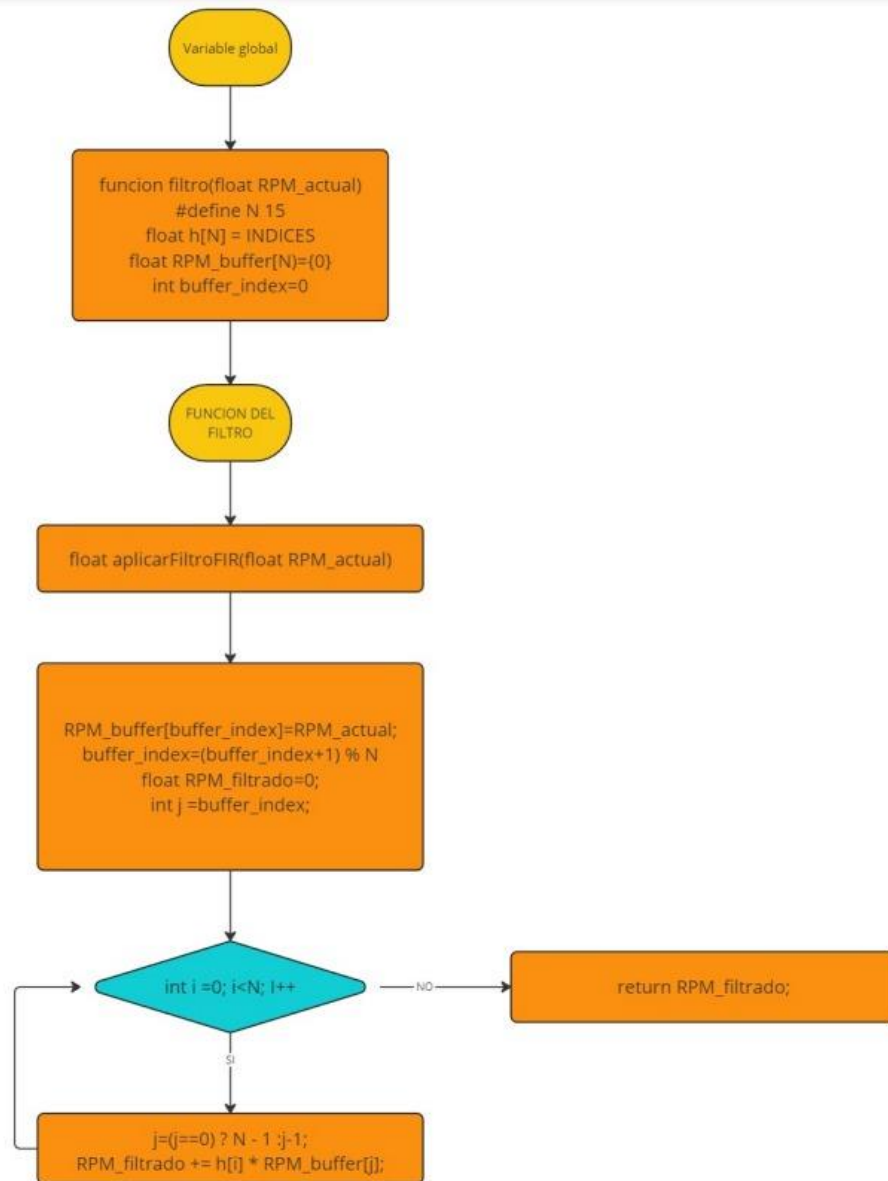 Variable global
funcion filtro(float RPM_actual)
#define N 15
float h[N] = INDICES
float RPM_buffer[N)={0}
int buffer_index=0
FUNCION DEL
FILTRO
float aplicarFiltroFIR(float RPM_actual)
RPM_buffer[buffer_index]=RPM_actual;
buffer_index=(buffer_index+1) % N
float RPM_filtrado=0;
int j =buffer_index;
int i =0; i<N; I++
NO
return RPM_filtrado;
SI
j=(j==0) ? N - 1 :j-1;
RPM_filtrado += h[i] * RPM_buffer[j];